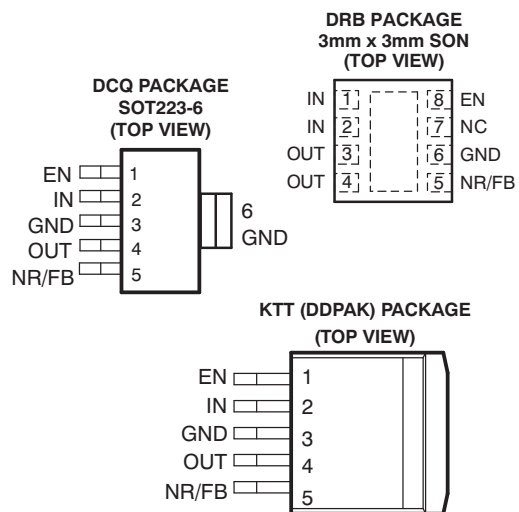 DRB PACKAGE
3mm x 3mm SON
(TOP VIEW)
IN 1 8 EN
IN 2 7 NC
OUT 3 6 GND
OUT 4 5 NR/FB
DCQ PACKAGE
SOT223-6
(TOP VIEW)
EN 1
IN 2
GND 3
OUT 4
NR/FB 5
6
GND
KTT (DDPAK) PACKAGE
(TOP VIEW)
EN 1
IN 2
GND 3
OUT 4
NR/FB 5